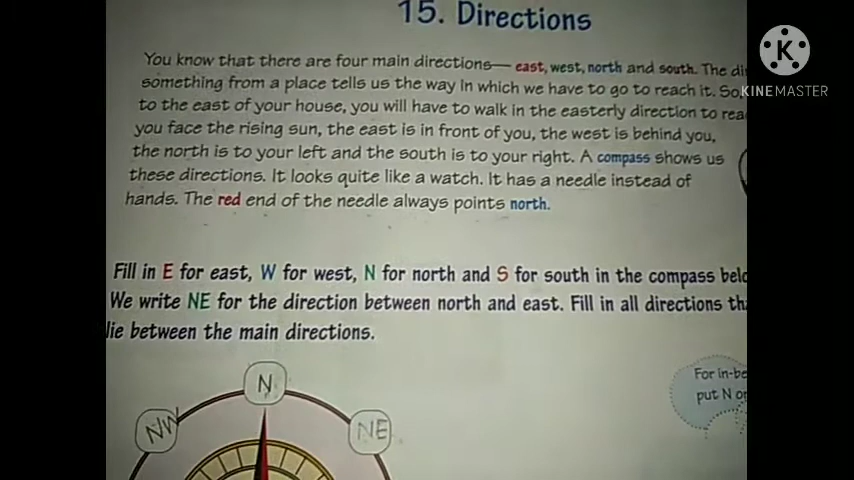 15. Directions
You know that there are four main directions— east, west, north and south. The
something from a place tells us the way in which we have to go to reach it. So,
to the east of your house, you will have to walk in the easterly direction to
you face the rising sun, the east is in front of you, the west is behind you,
the north is to your left and the south is to your right. A compass shows us
these directions. It looks quite like a watch. It has a needle instead of
hands. The red end of the needle always points north.
Fill in E for east, W for west, N for north and S for south in the compass
We write NE for the direction between north and east. Fill in all directions
lie between the main directions.
N
NW
NE
For in-be
put N
K
KINEMASTER